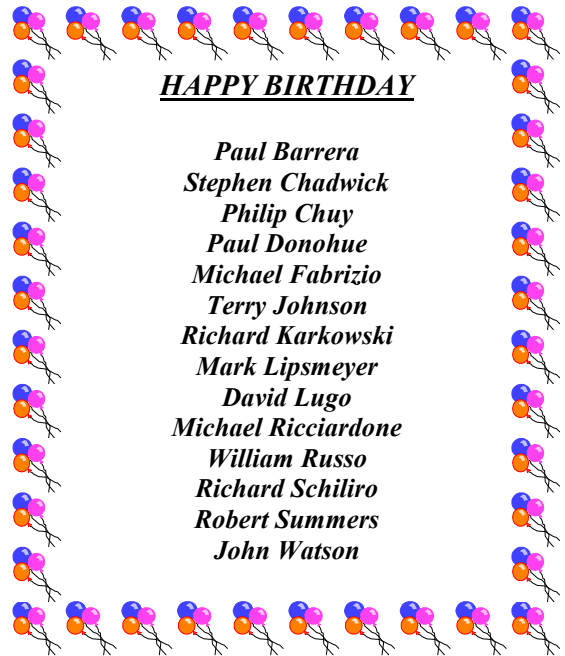 HAPPY BIRTHDAY
Paul Barrera
Stephen Chadwick
Philip Chuy
Paul Donohue
Michael Fabrizio
Terry Johnson
Richard Karkowski
Mark Lipsmeyer
David Lugo
Michael Ricciardone
William Russo
Richard Schiliro
Robert Summers
John Watson